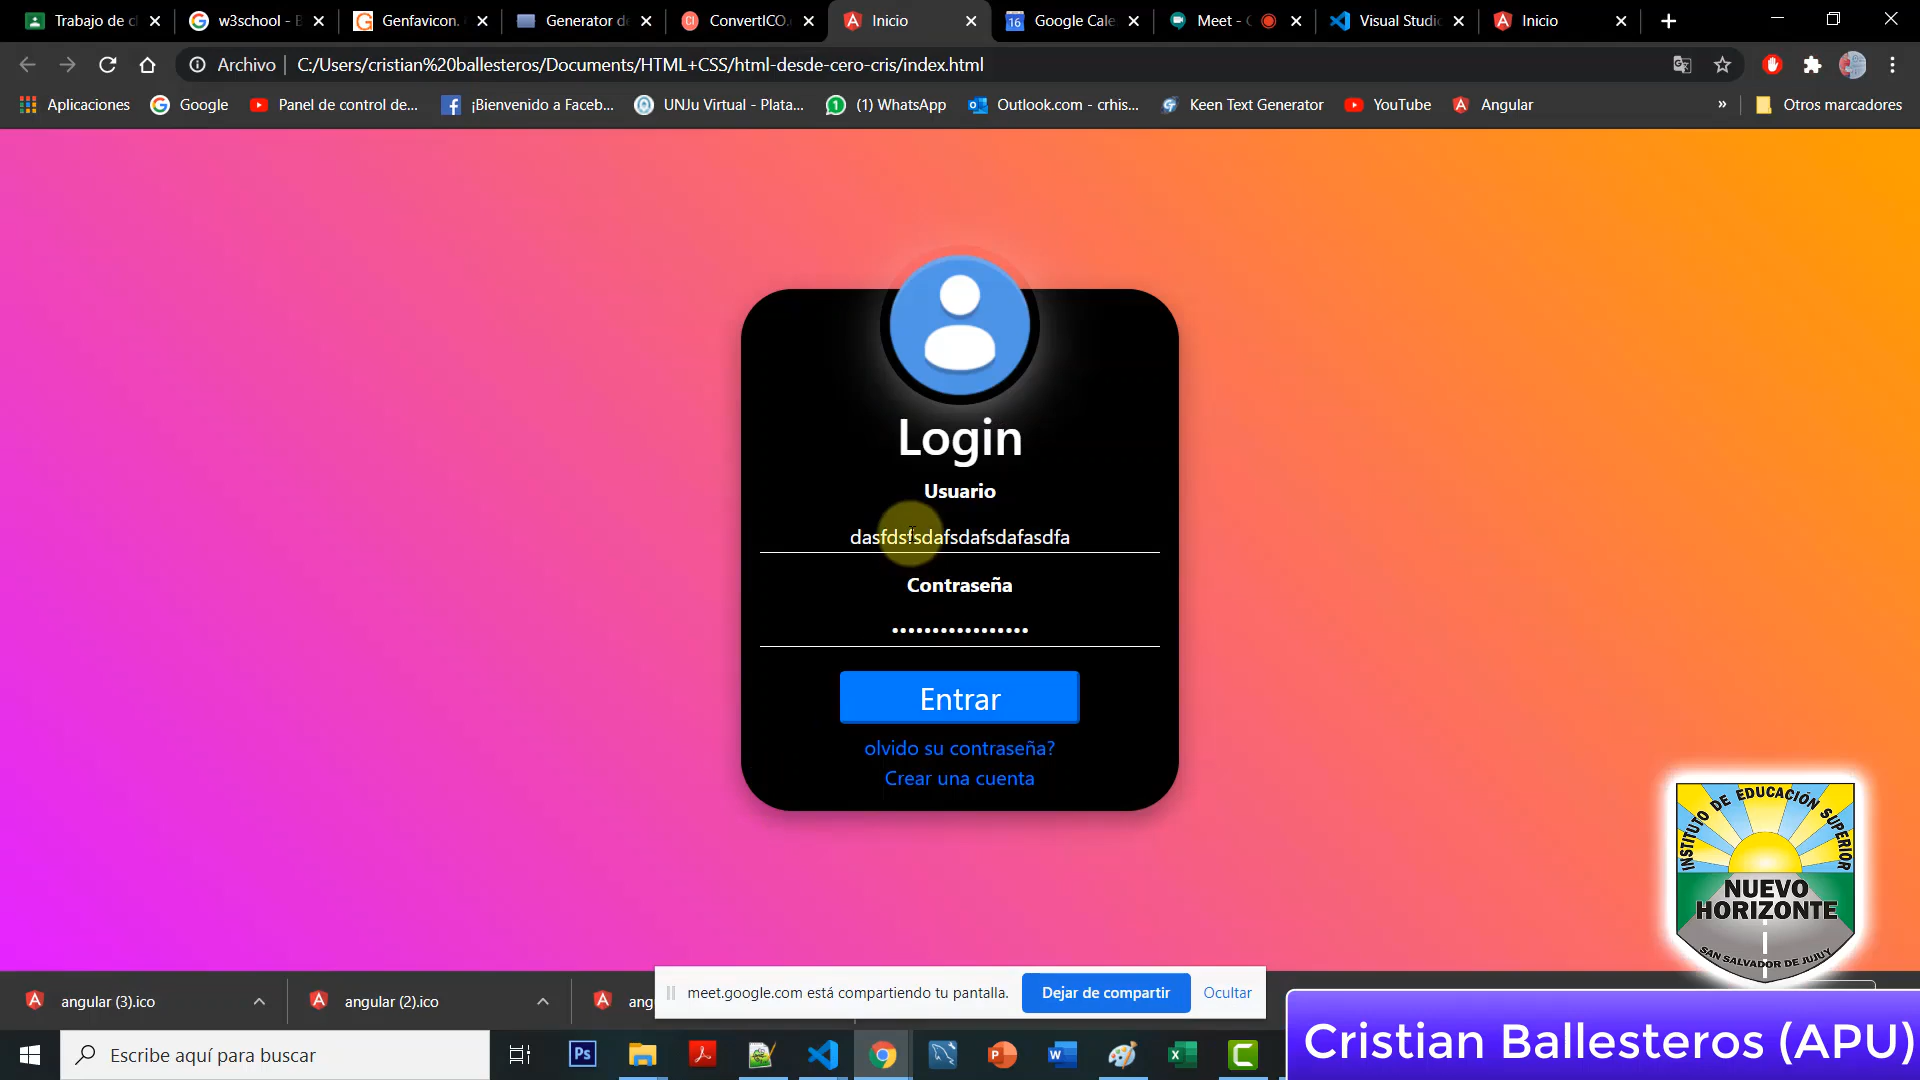 Trabajo de c
w3school - B
Genfavicon.
Generator de
ConvertICO.
Inicio
Google Cale
Meet -
Visual Studio
Inicio
Archivo
C:/Users/cristian%20ballesteros/Documents/HTML+CSS/html-desde-cero-cris/index.html
Aplicaciones
Google
Panel de control de...
¡Bienvenido a Faceb...
UNJu Virtual - Plata...
(1) WhatsApp
Outlook.com - crhis...
Keen Text Generator
YouTube
Angular
»
Otros marcadores
Login
Usuario
dasfdsfsdafsdafsdafasdfa
Contraseña
•••••••••••••••••
Entrar
olvido su contraseña?
Crear una cuenta
INSTITUTO DE EDUCACIÓN SUPERIOR
NUEVO
HORIZONTE
SAN SALVADOR DE JUJUY
angular (3).ico
angular (2).ico
ang
meet.google.com está compartiendo tu pantalla.
Dejar de compartir
Ocultar
Escribe aquí para buscar
Cristian Ballesteros (APU)